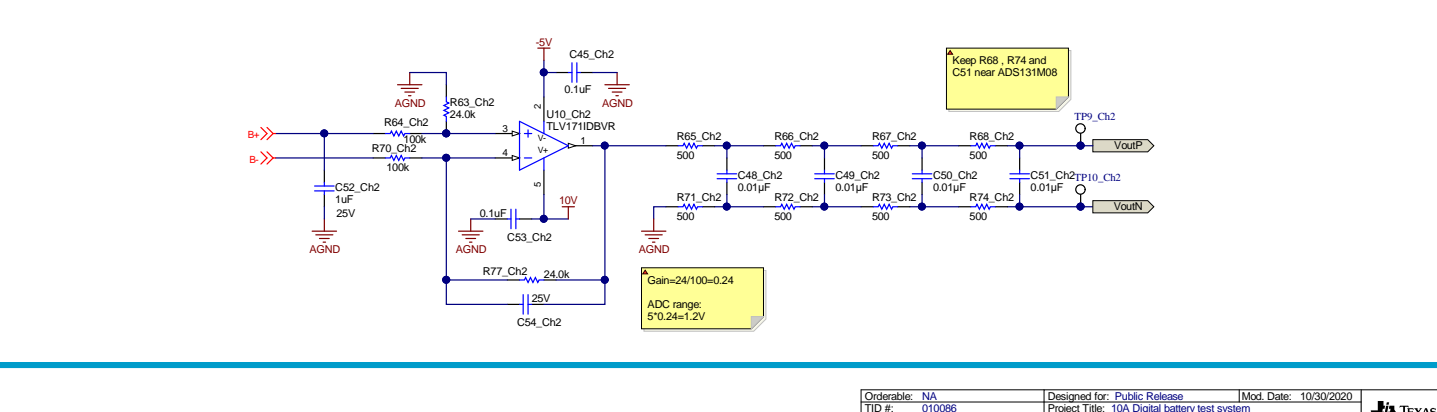 -5V
C45_Ch2
0.1uF
AGND
AGND
R63_Ch2
24.0k
2
U10_Ch2
TLV171IDBVR
R64_Ch2
100k
B+
3
V-
V+
1
B-
R70_Ch2
100k
4
5
C52_Ch2
1uF
25V
AGND
10V
0.1uF
C53_Ch2
AGND
R77_Ch2
24.0k
25V
C54_Ch2
Keep R68 , R74 and
C51 near ADS131M08
R65_Ch2
500
R66_Ch2
500
R67_Ch2
500
R68_Ch2
500
TP9_Ch2
VoutP
C48_Ch2
0.01µF
C49_Ch2
0.01µF
C50_Ch2
0.01µF
C51_Ch2
0.01µF
TP10_Ch2
R71_Ch2
500
R72_Ch2
500
R73_Ch2
500
R74_Ch2
500
VoutN
AGND
Gain=24/100=0.24
ADC range:
5*0.24=1.2V
Orderable: NA
Designed for: Public Release
Mod. Date: 10/30/2020
TID #: 010086
Project Title: 10A Digital battery test system
TEXAS